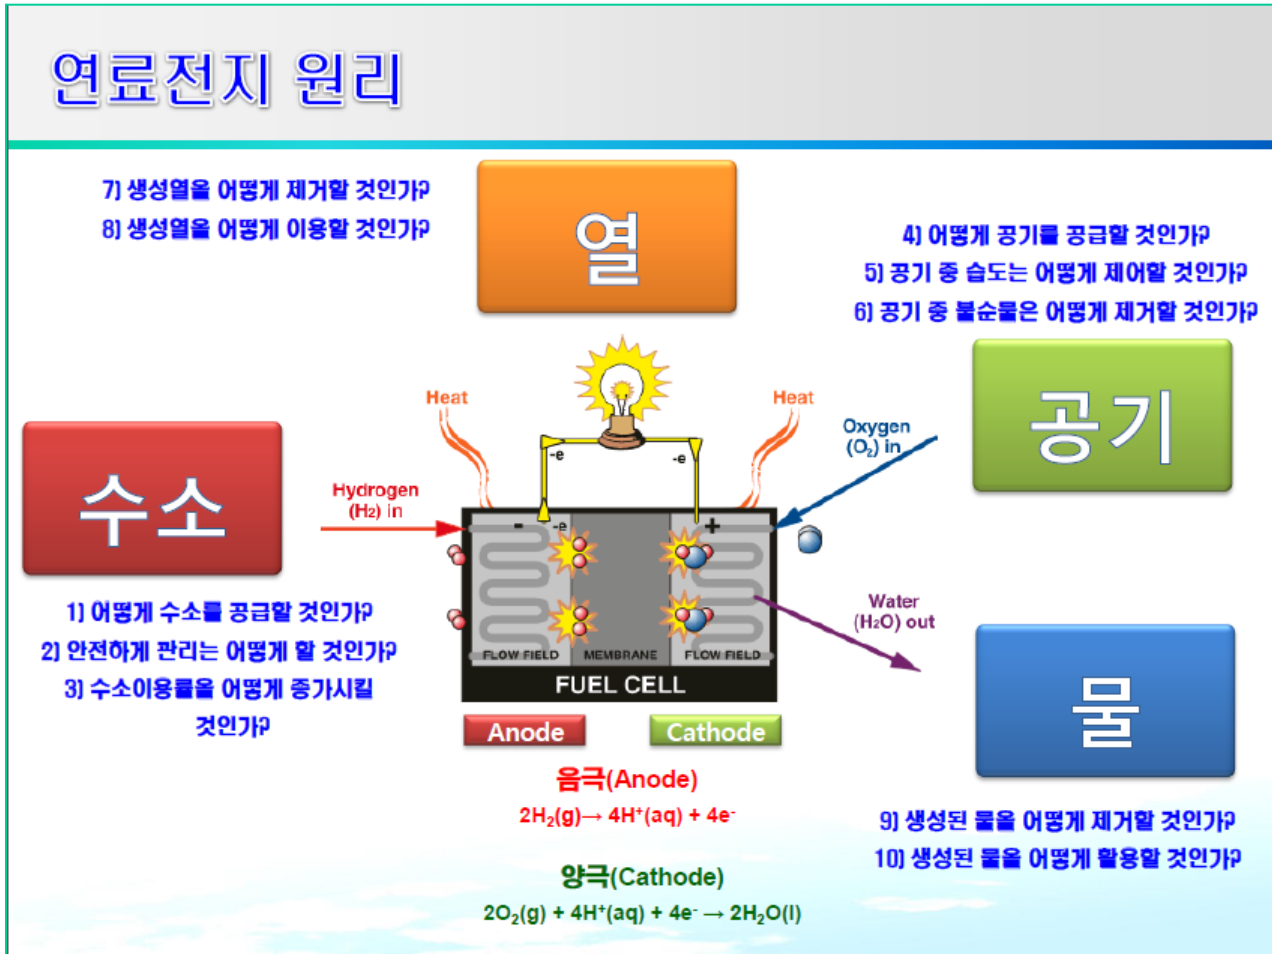 연료전지 원리
7) 생성열을 어떻게 제거할 것인가?
8) 생성열을 어떻게 이용할 것인가?
열
4) 어떻게 공기를 공급할 것인가?
5) 공기 중 습도는 어떻게 제어할 것인가?
6) 공기 중 불순물은 어떻게 제거할 것인가?
공기
수소
1) 어떻게 수소를 공급할 것인가?
2) 안전하게 관리는 어떻게 할 것인가?
3) 수소이용률을 어떻게 증가시킬
것인가?
Heat
Heat
-e
-e
Hydrogen
(H₂) in
Oxygen
(O₂) in
-
-e
+
Water
(H₂O) out
FLOW FIELD
MEMBRANE
FLOW FIELD
FUEL CELL
Anode
Cathode
물
9) 생성된 물을 어떻게 제거할 것인가?
10) 생성된 물을 어떻게 활용할 것인가?
음극(Anode)
2H₂(g)→ 4H⁺(aq) + 4e⁻
양극(Cathode)
2O₂(g) + 4H⁺(aq) + 4e⁻ → 2H₂O(l)